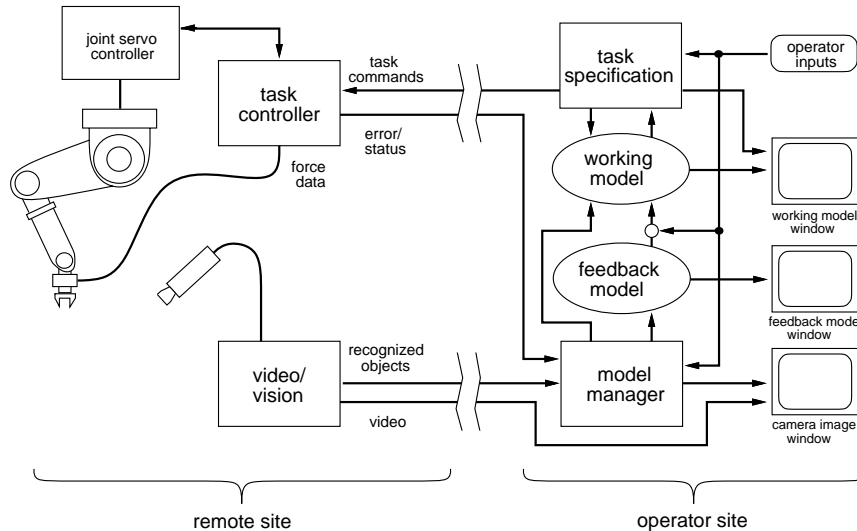 joint servo
controller
task
controller
task
commands
error/
status
force
data
task
specification
operator
inputs
working
model
working model
window
feedback
model
feedback model
window
video/
vision
recognized
objects
video
model
manager
camera image
window
remote site
operator site